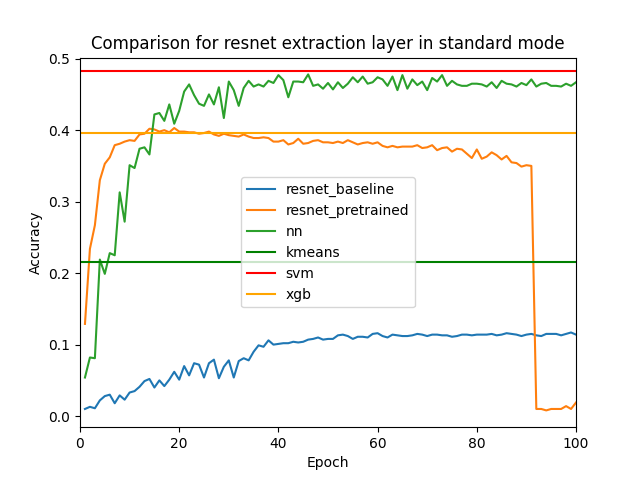 Comparison for resnet extraction layer in standard mode
0.5
0.4
0.3
0.2
0.1
0.0
Accuracy
resnet_baseline
resnet_pretrained
nn
kmeans
svm
xgb
0
20
40
60
80
100
Epoch